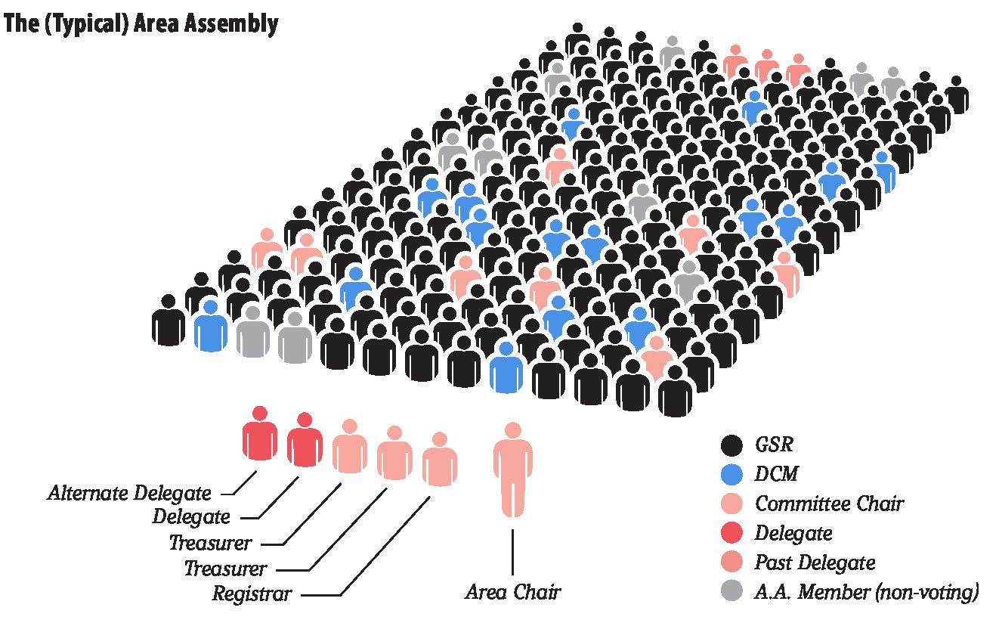 The (Typical) Area Assembly
Alternate Delegate
Delegate
Treasurer
Treasurer
Registrar
Area Chair
GSR
DCM
Committee Chair
Delegate
Past Delegate
A.A. Member (non-voting)